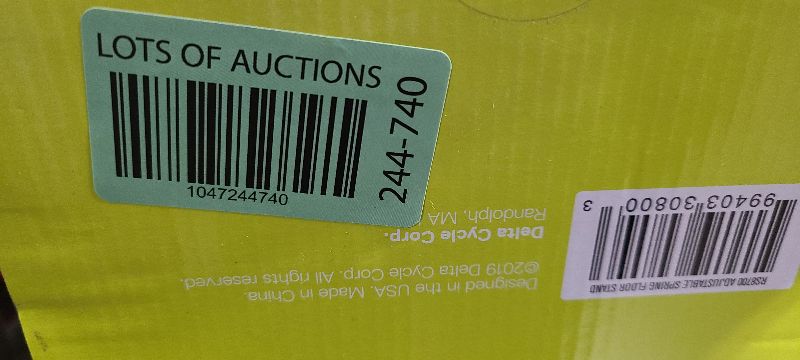 LOTS OF AUCTIONS
1047244740
244-740
Delta Cycle Corp.
Randolph, MA
©2019 Delta Cycle Corp. All rights reserved.
Designed in the USA. Made in China.
RS8700 ADJUSTABLE SPRING FLOOR STAND
99403 30800 3